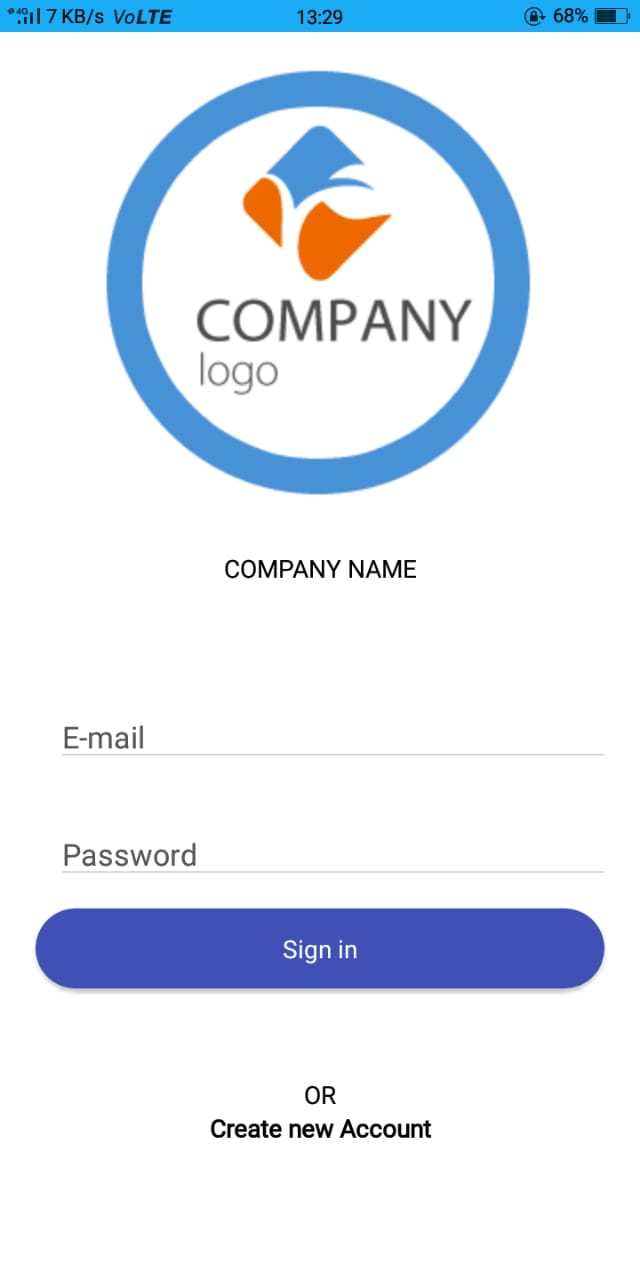 4G 7 KB/s VoLTE 13:29 68%
COMPANY
logo
COMPANY NAME
E-mail
Password
Sign in
OR
Create new Account